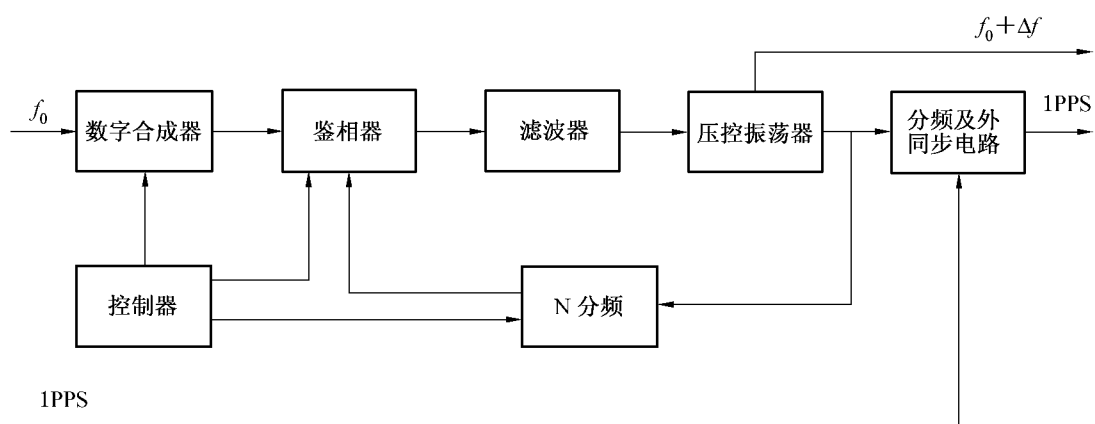 f₀+Δf
f₀
数字合成器
鉴相器
滤波器
压控振荡器
分频及外
同步电路
1PPS
控制器
N 分频
1PPS